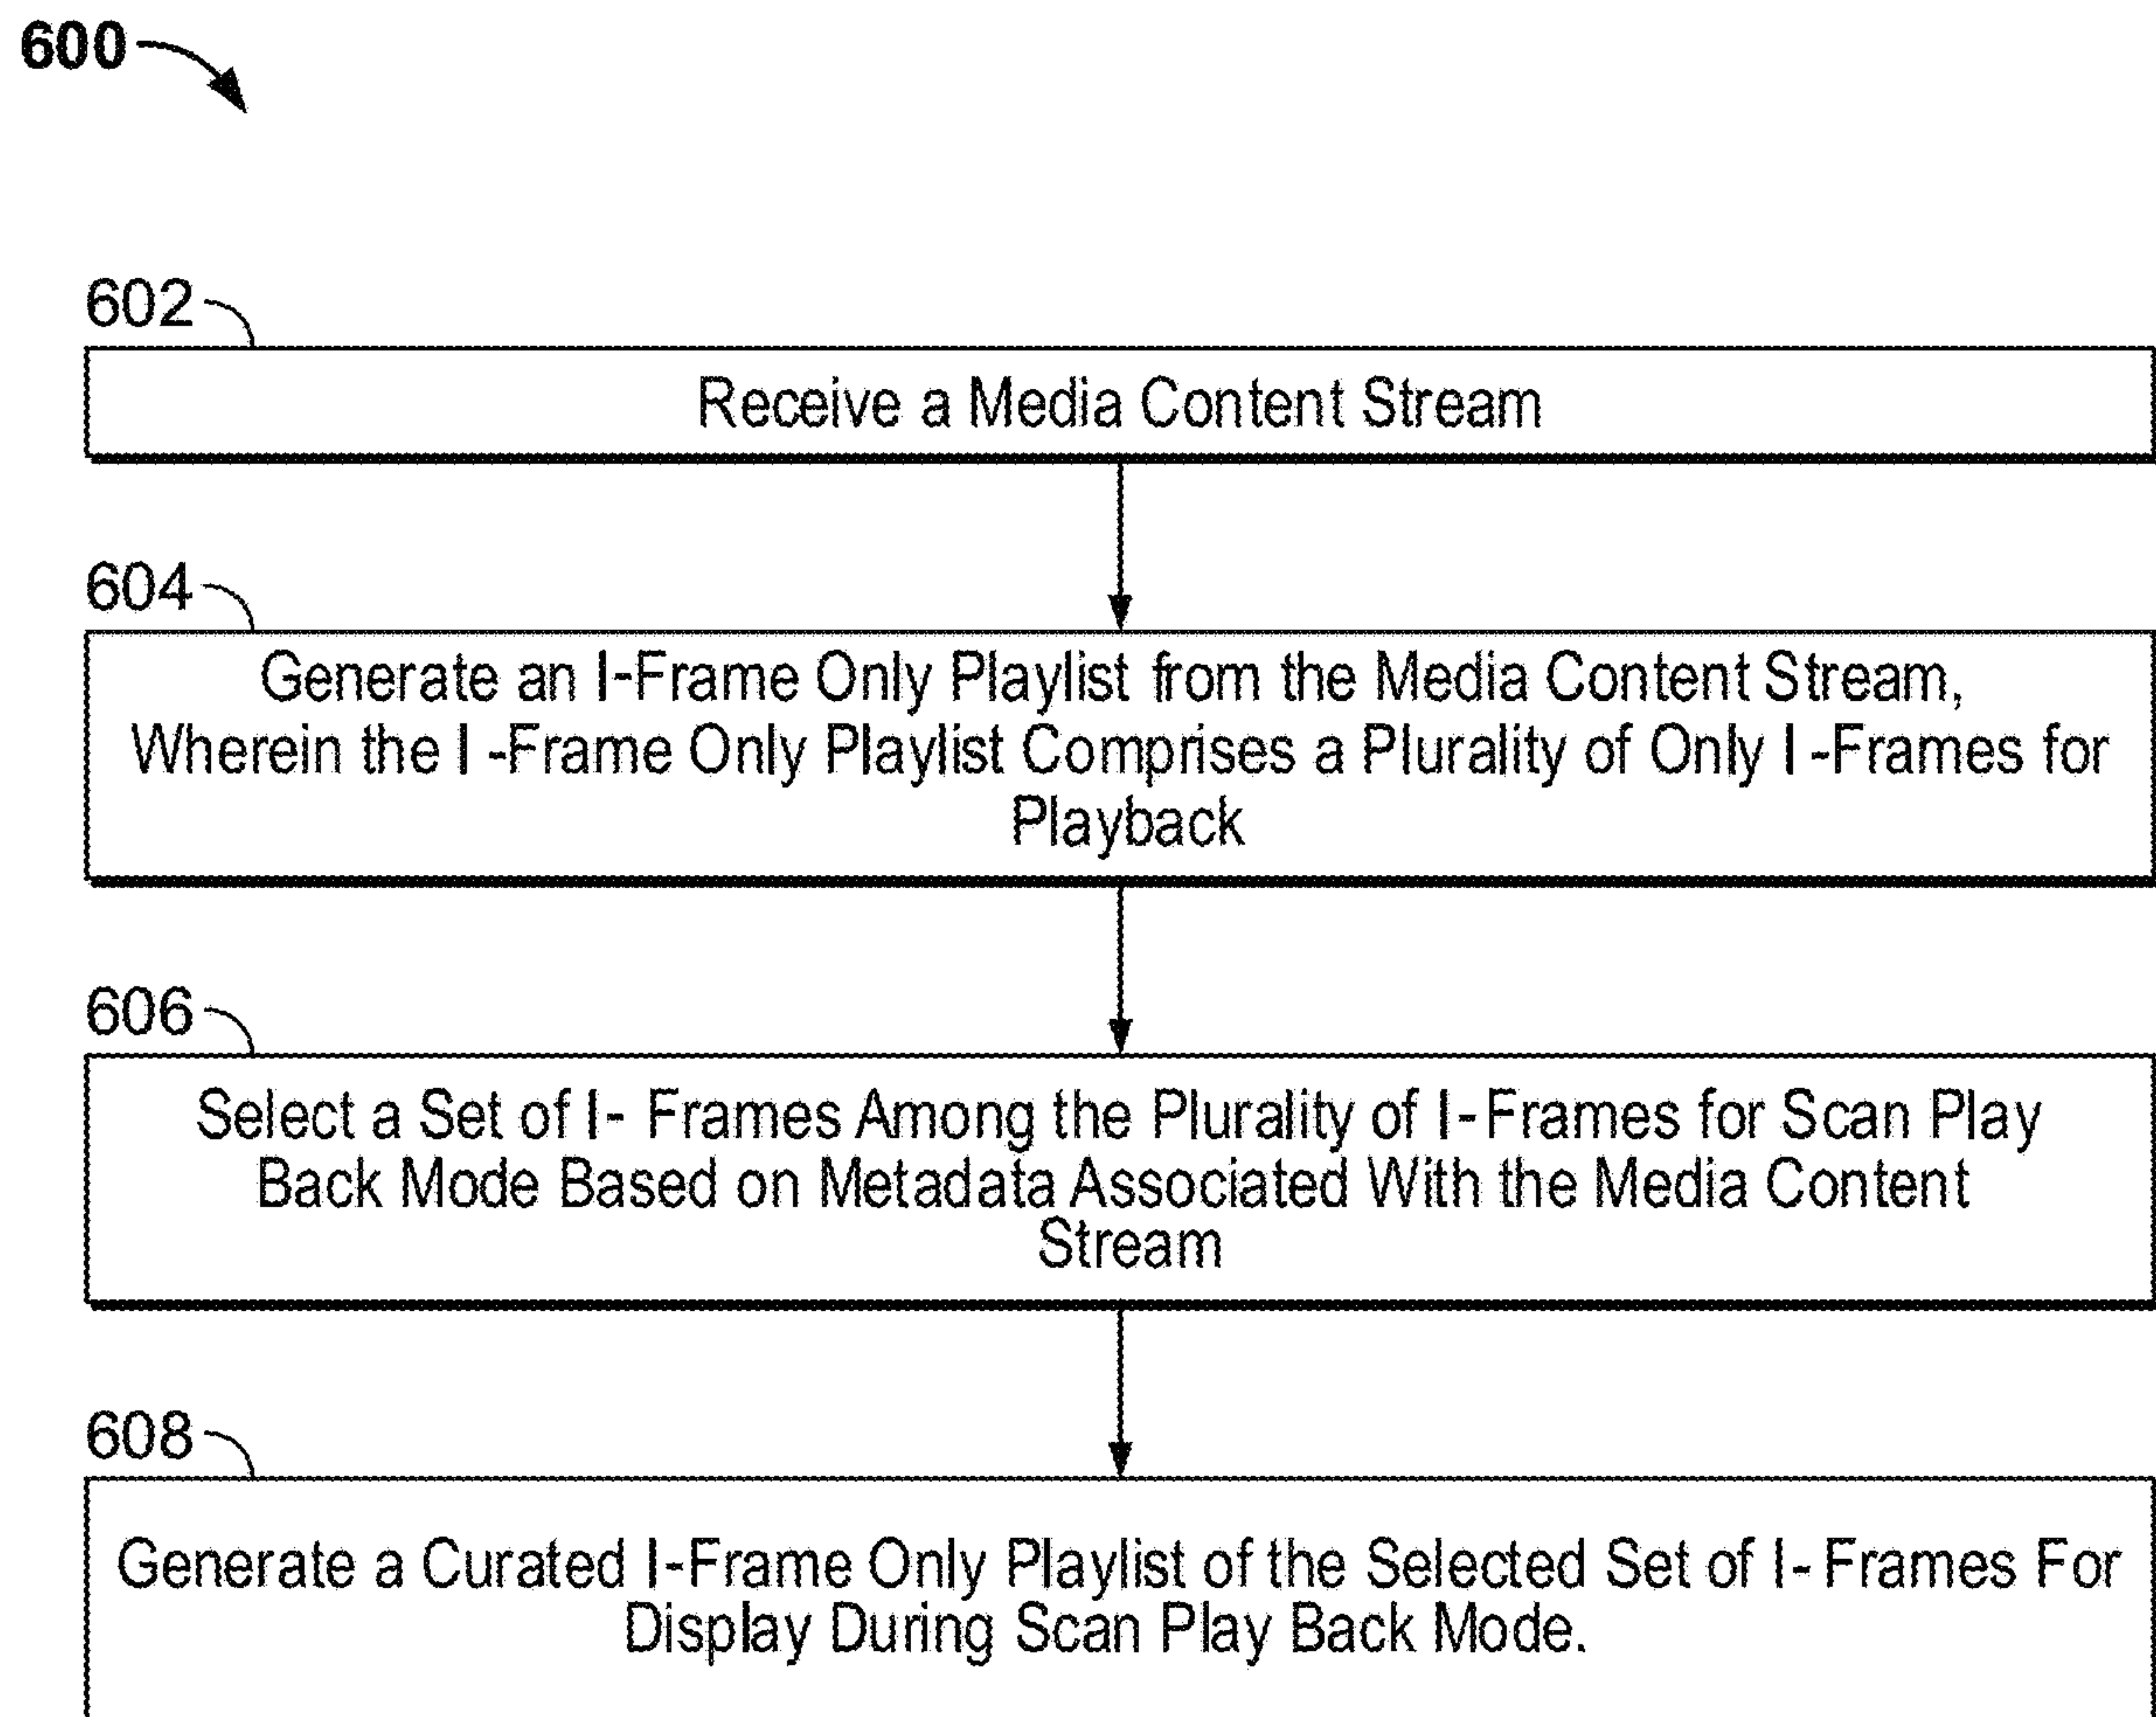 600
602
Receive a Media Content Stream
604
Generate an I-Frame Only Playlist from the Media Content Stream,
Wherein the I -Frame Only Playlist Comprises a Plurality of Only I -Frames for
Playback
606
Select a Set of I- Frames Among the Plurality of I-Frames for Scan Play
Back Mode Based on Metadata Associated With the Media Content
Stream
608
Generate a Curated I-Frame Only Playlist of the Selected Set of I- Frames For
Display During Scan Play Back Mode.